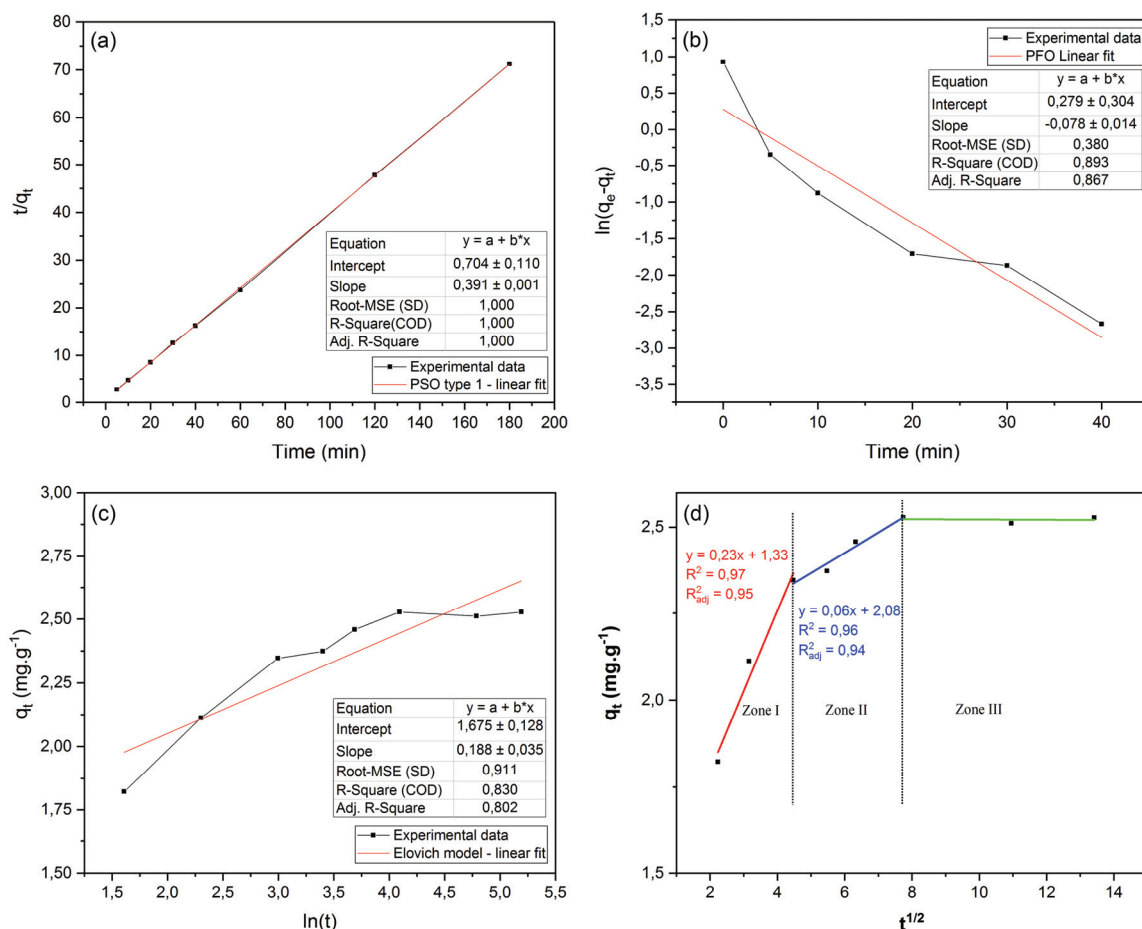 (a)
80
70
60
50
40
30
20
10
0
t/qt
Equation y = a + b*x
Intercept 0,704 ± 0,110
Slope 0,391 ± 0,001
Root-MSE (SD) 1,000
R-Square(COD) 1,000
Adj. R-Square 1,000
Experimental data
PSO type 1 - linear fit
0 20 40 60 80 100 120 140 160 180 200
Time (min)
(b)
1,0
0,5
0,0
-0,5
-1,0
-1,5
-2,0
-2,5
-3,0
-3,5
ln(qe-qt)
Experimental data
PFO Linear fit
Equation y = a + b*x
Intercept 0,279 ± 0,304
Slope -0,078 ± 0,014
Root-MSE (SD) 0,380
R-Square (COD) 0,893
Adj. R-Square 0,867
0 10 20 30 40
Time (min)
(c)
3,00
2,75
2,50
2,25
2,00
1,75
1,50
qt (mg.g-1)
Equation y = a + b*x
Intercept 1,675 ± 0,128
Slope 0,188 ± 0,035
Root-MSE (SD) 0,911
R-Square (COD) 0,830
Adj. R-Square 0,802
Experimental data
Elovich model - linear fit
1,5 2,0 2,5 3,0 3,5 4,0 4,5 5,0 5,5
ln(t)
(d)
2,5
2,0
1,5
qt (mg.g-1)
y = 0,23x + 1,33
R2 = 0,97
R2adj = 0,95
y = 0,06x + 2,08
R2 = 0,96
R2adj = 0,94
Zone I
Zone II
Zone III
2 4 6 8 10 12 14
t1/2